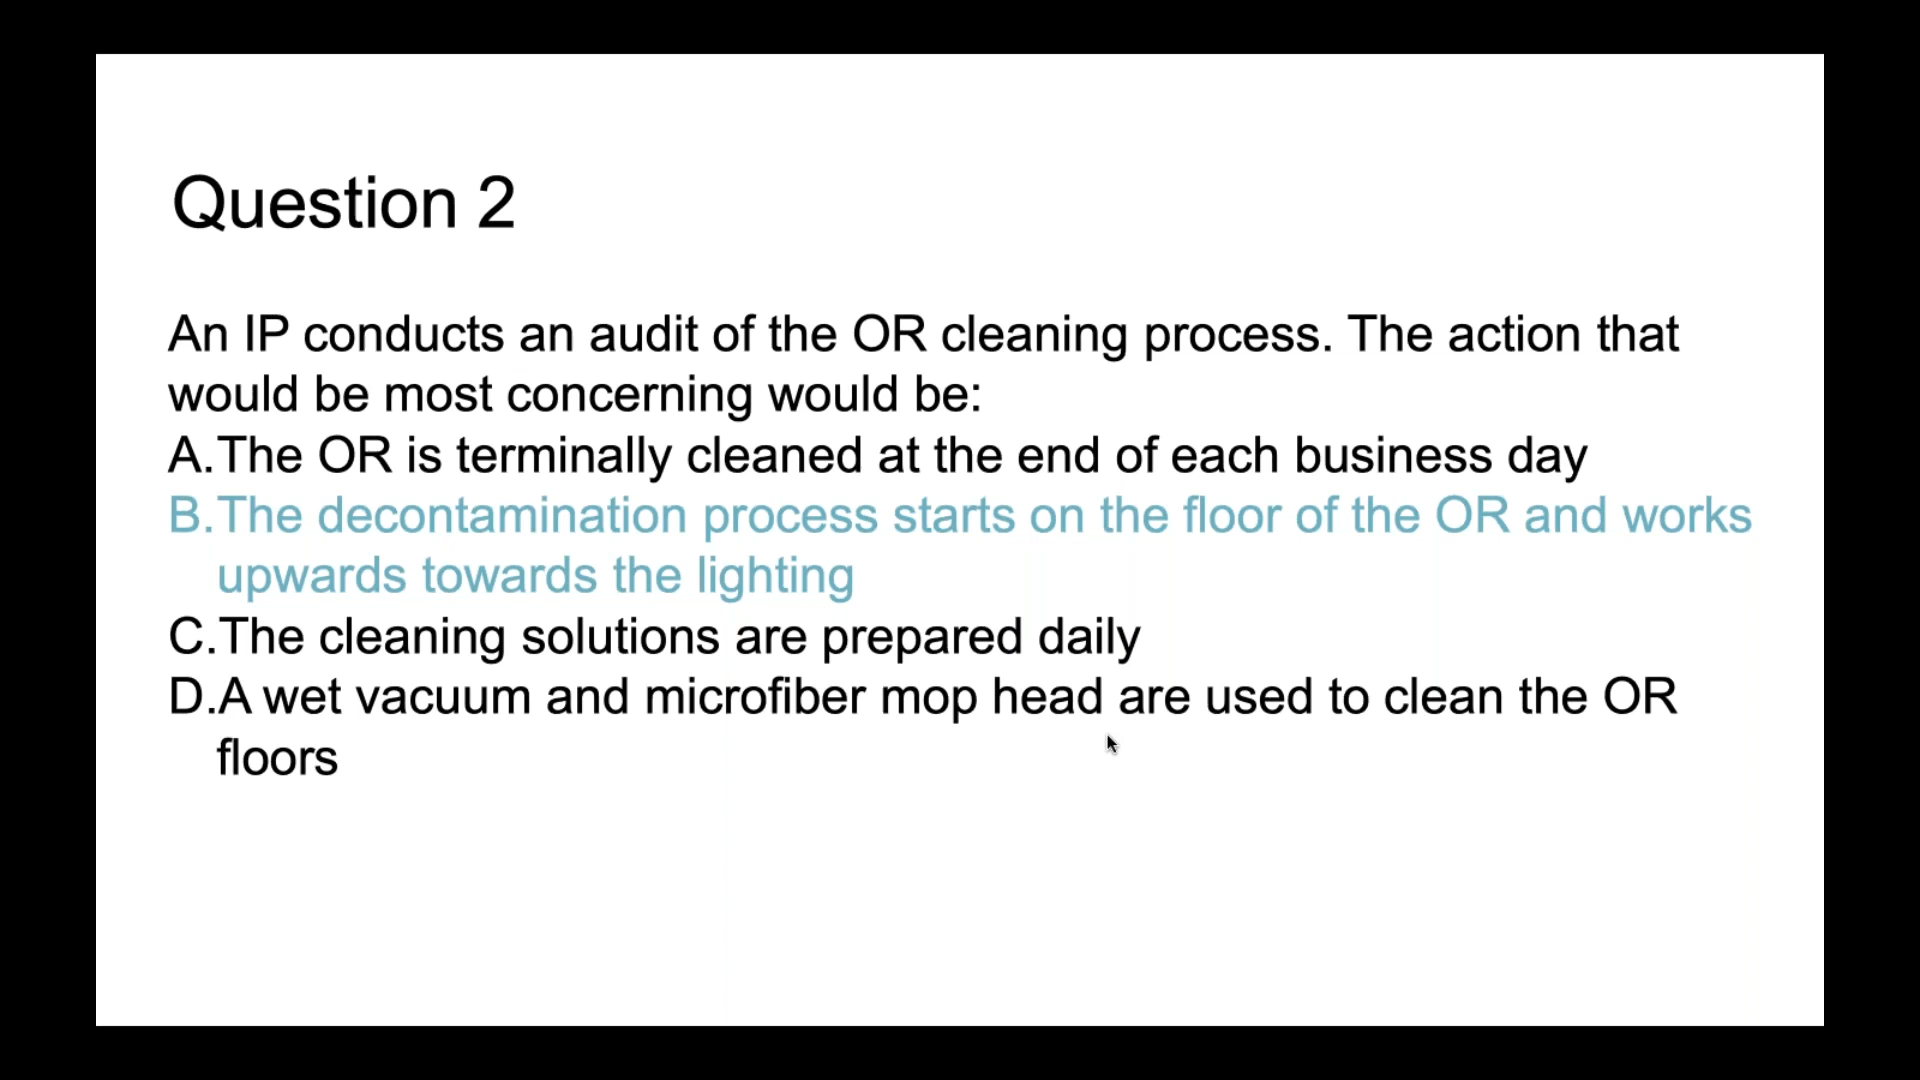 Question 2
An IP conducts an audit of the OR cleaning process. The action that
would be most concerning would be:
A.The OR is terminally cleaned at the end of each business day
B.The decontamination process starts on the floor of the OR and works
upwards towards the lighting
C.The cleaning solutions are prepared daily
D.A wet vacuum and microfiber mop head are used to clean the OR
floors